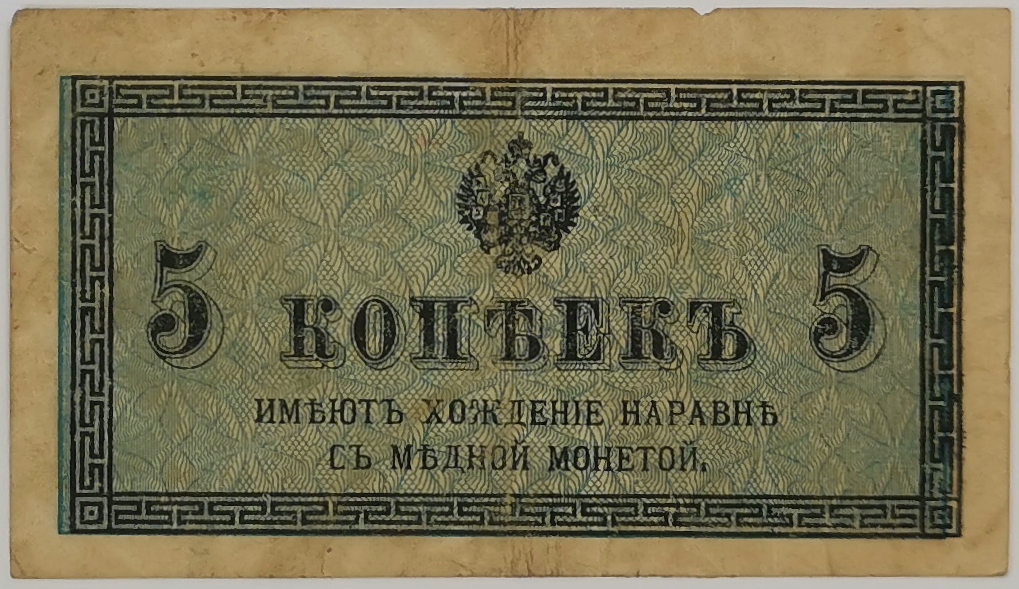 5 КОПѢЕКЪ 5
ИМѢЮТЪ ХОЖДЕНІЕ НАРАВНѢ
СЪ МѢДНОЙ МОНЕТОЙ.